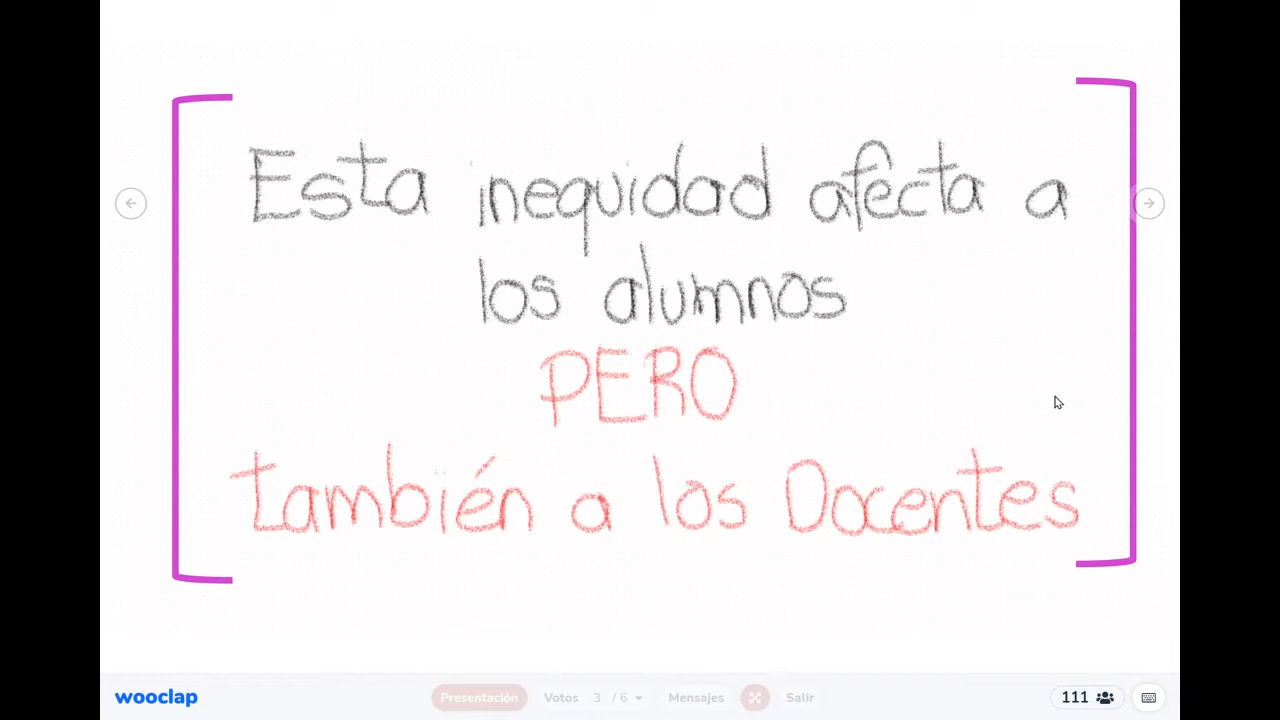 Esta inequidad afecta a
los alumnos
PERO
también a los Docentes
wooclap Presentación Votos 3 / 6 Mensajes Salir 111